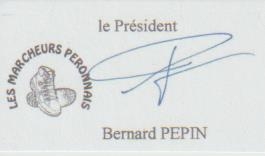 le Président
LES MARCHEURS PERONNAIS
Bernard PEPIN